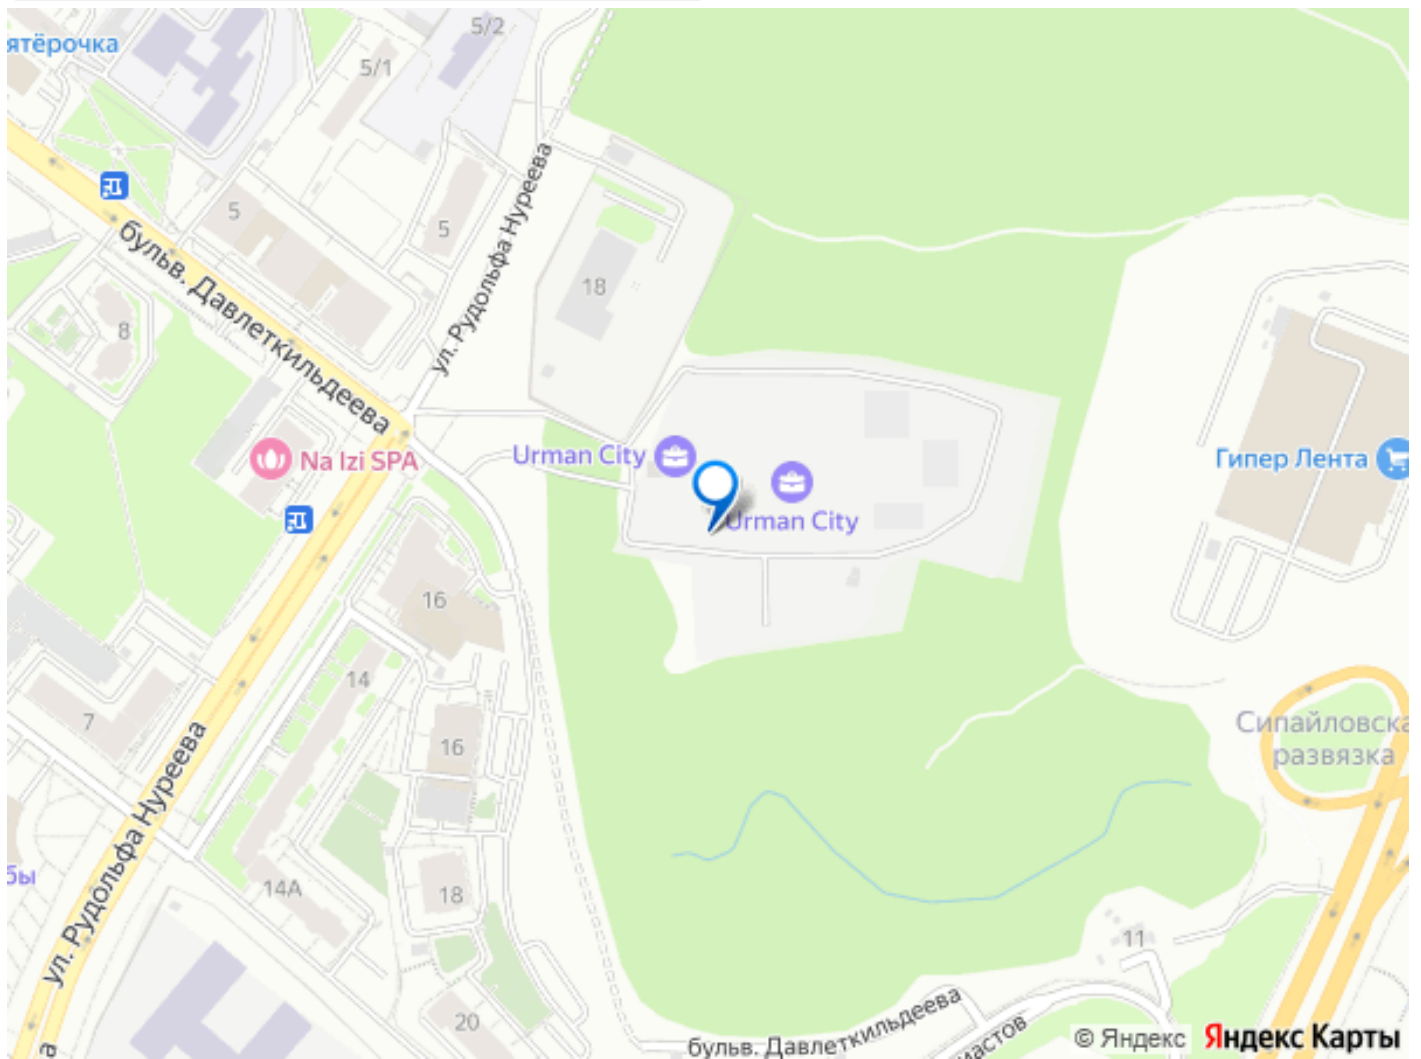 5/2
ятёрочка
5/1
ул. Рудольфа Нуреева
5
5
бульв. Давлеткильдеева
18
8
Urman City
Na Izi SPA
Гипер Лента
Urman City
16
14
7
16
Сипайловска
развязка
ул. Рудольфа Нуреева
бы
14А
18
11
20
бульв. Давлеткильдеева
иастов
а
© Яндекс Яндекс Карты